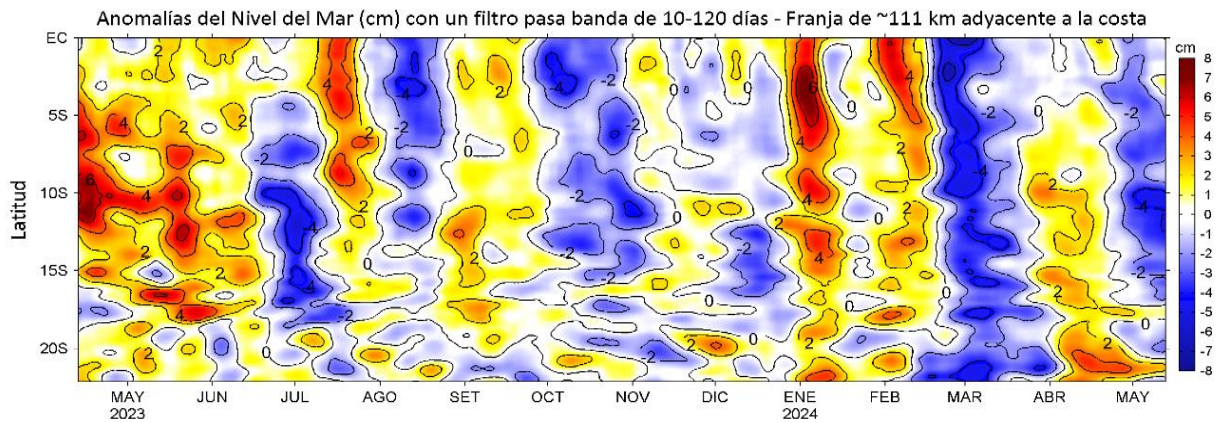 Anomalías del Nivel del Mar (cm) con un filtro pasa banda de 10-120 días - Franja de ~111 km adyacente a la costa
cm
EC
5S
10S
15S
20S
Latitud
8
7
6
5
4
3
2
1
0
-1
-2
-3
-4
-5
-6
-7
-8
MAY JUN JUL AGO SET OCT NOV DIC ENE FEB MAR ABR MAY
2023 2024